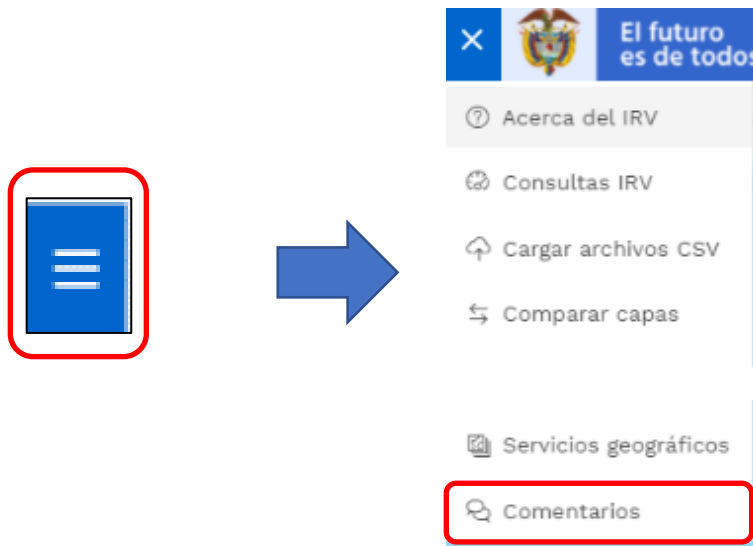 El futuro
es de todos
Acerca del IRV
Consultas IRV
Cargar archivos CSV
Comparar capas
Servicios geográficos
Comentarios